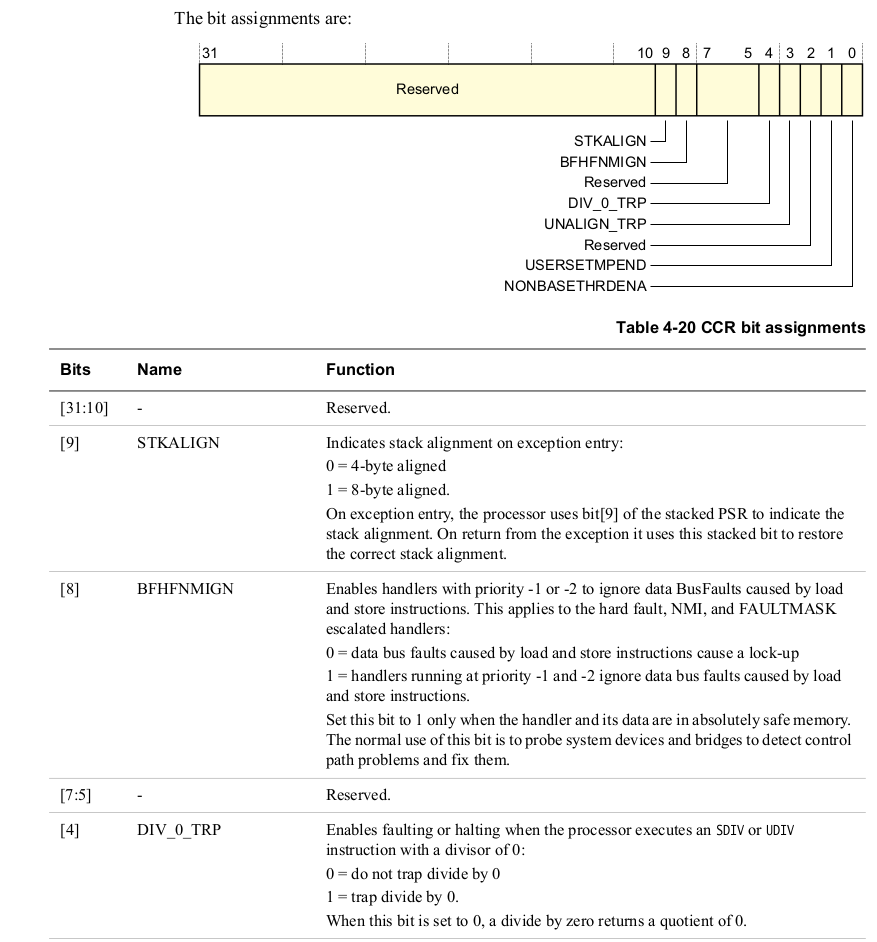 The bit assignments are:
31 10 9 8 7 5 4 3 2 1 0
Reserved
STKALIGN
BFHFNMIGN
Reserved
DIV_0_TRP
UNALIGN_TRP
Reserved
USERSETMPEND
NONBASETHRDENA
Table 4-20 CCR bit assignments
Bits Name Function
[31:10] - Reserved.
[9] STKALIGN Indicates stack alignment on exception entry:
0 = 4-byte aligned
1 = 8-byte aligned.
On exception entry, the processor uses bit[9] of the stacked PSR to indicate the
stack alignment. On return from the exception it uses this stacked bit to restore
the correct stack alignment.
[8] BFHFNMIGN Enables handlers with priority -1 or -2 to ignore data BusFaults caused by load
and store instructions. This applies to the hard fault, NMI, and FAULTMASK
escalated handlers:
0 = data bus faults caused by load and store instructions cause a lock-up
1 = handlers running at priority -1 and -2 ignore data bus faults caused by load
and store instructions.
Set this bit to 1 only when the handler and its data are in absolutely safe memory.
The normal use of this bit is to probe system devices and bridges to detect control
path problems and fix them.
[7:5] - Reserved.
[4] DIV_0_TRP Enables faulting or halting when the processor executes an SDIV or UDIV
instruction with a divisor of 0:
0 = do not trap divide by 0
1 = trap divide by 0.
When this bit is set to 0, a divide by zero returns a quotient of 0.